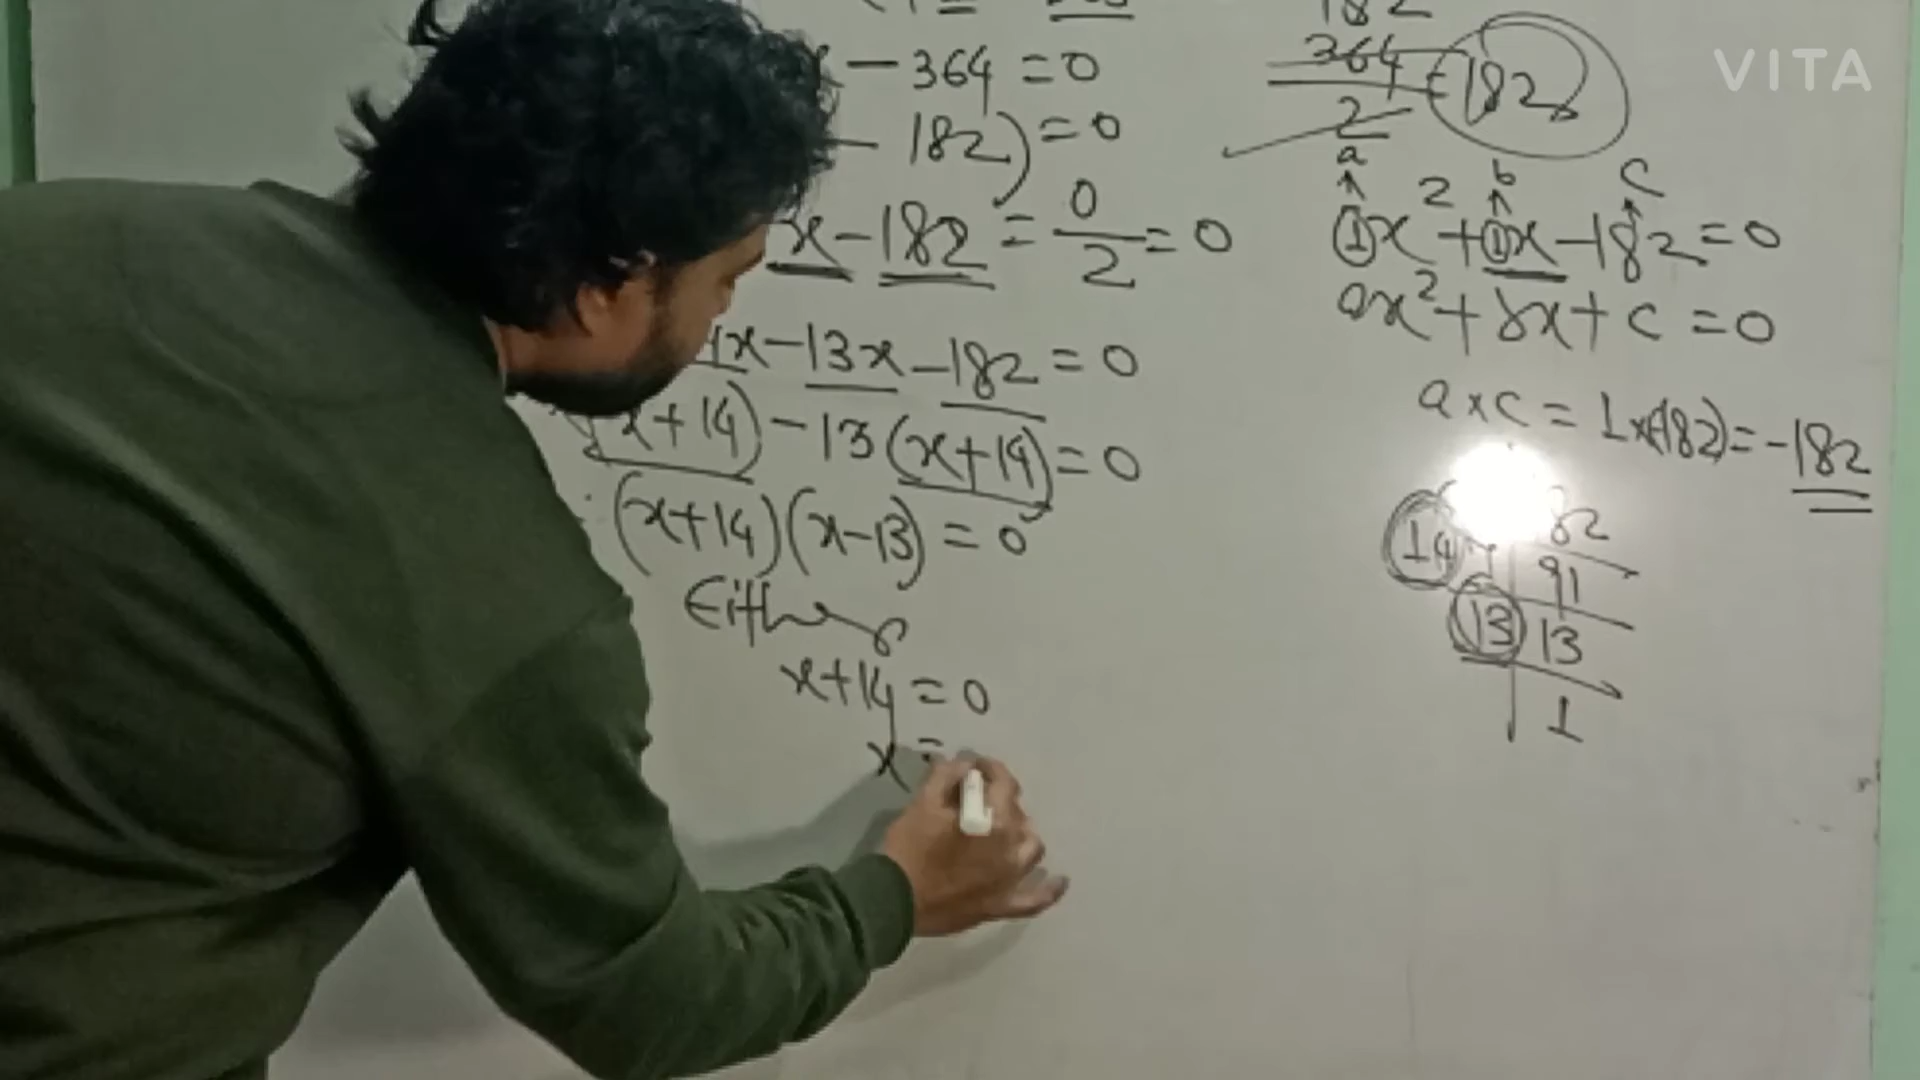 x - 364 = 0
- 182) = 0
x - 182 = 0/2 = 0
x - 13x - 182 = 0
x+14) - 13(x+14) = 0
(x+14)(x-13) = 0
Either
x+14 = 0
x =
182
364
2
= 182
VITA
a b c
1x² + 1x - 182 = 0
ax² + bx + c = 0
a x c = 1x(-182) = -182
14
82
91
13 13
1